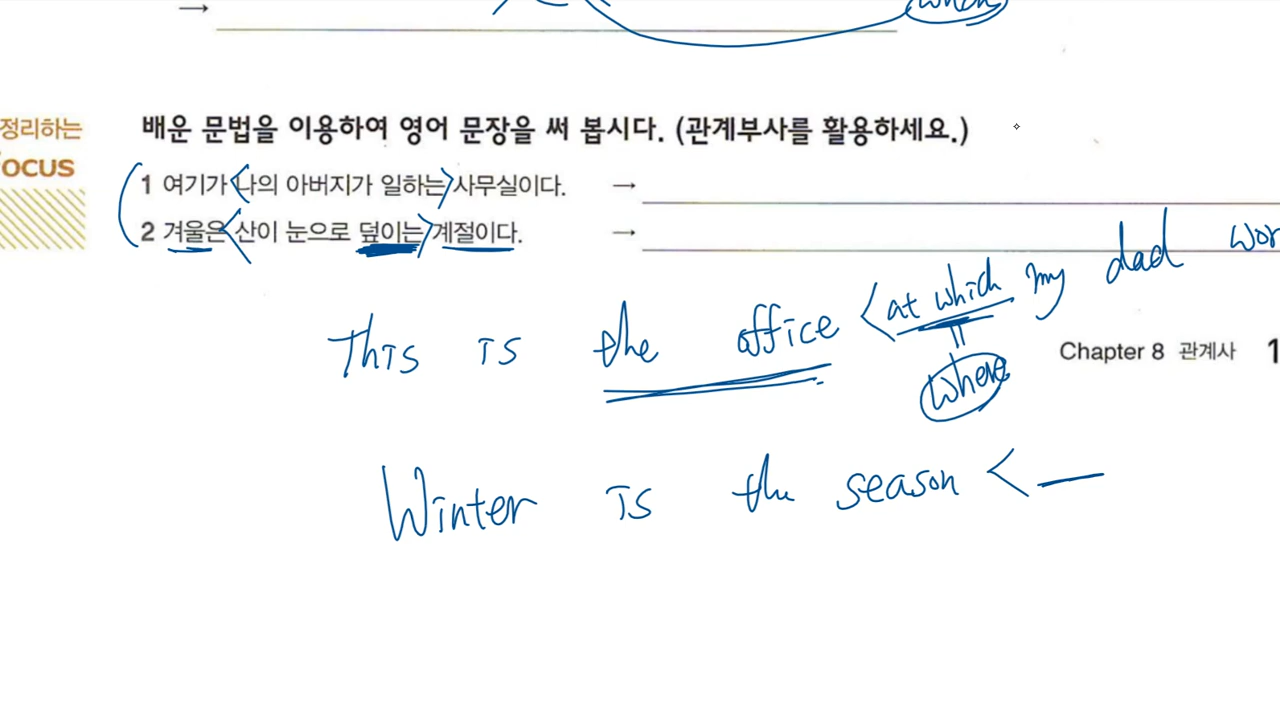 →
where
정리하는
OCUS
배운 문법을 이용하여 영어 문장을 써 봅시다. (관계부사를 활용하세요.)
1 여기가 나의 아버지가 일하는 사무실이다. →
2 겨울은 산이 눈으로 덮이는 계절이다. →
This is the office <at which my dad wor
where
Chapter 8 관계사 1
Winter is the season <